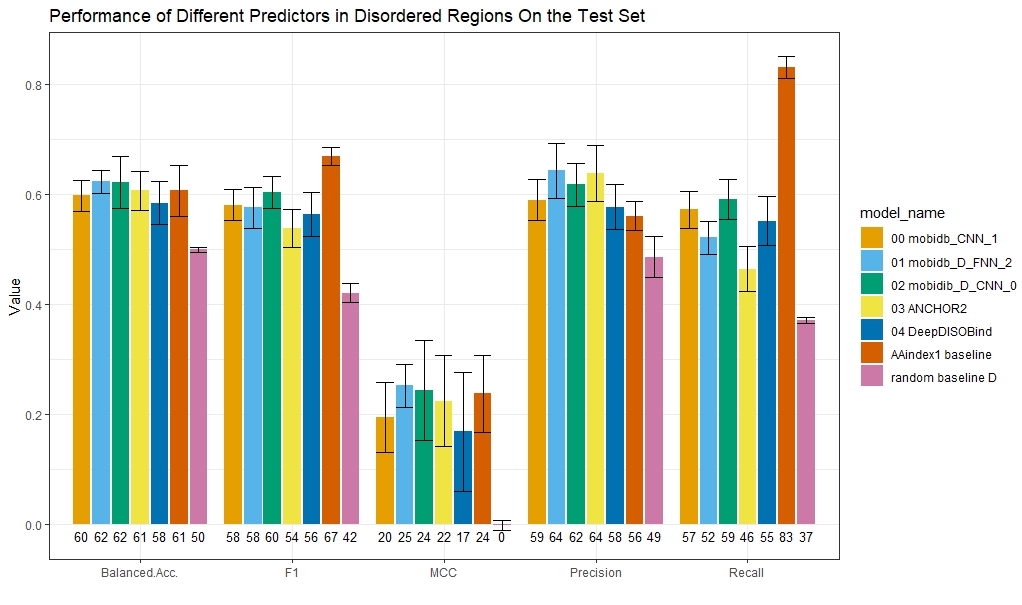 Performance of Different Predictors in Disordered Regions On the Test Set
Value
0.8
0.6
0.4
0.2
0.0
60 62 62 61 58 61 50
58 58 60 54 56 67 42
20 25 24 22 17 24 0
59 64 62 64 58 56 49
57 52 59 46 55 83 37
Balanced.Acc.
F1
MCC
Precision
Recall
model_name
00 mobidb_CNN_1
01 mobidb_D_FNN_2
02 mobidib_D_CNN_0
03 ANCHOR2
04 DeepDISOBind
AAindex1 baseline
random baseline D